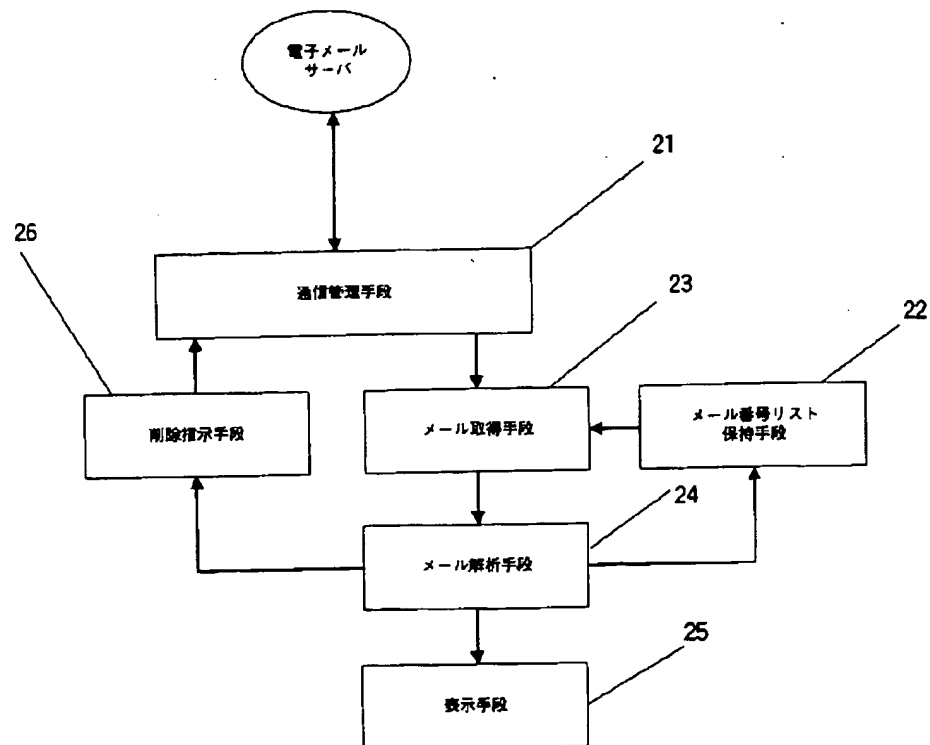 電子メール
サーバ
21
26
通信管理手段
23
22
削除指示手段
メール取得手段
メール番号リスト
保持手段
24
メール解析手段
25
表示手段